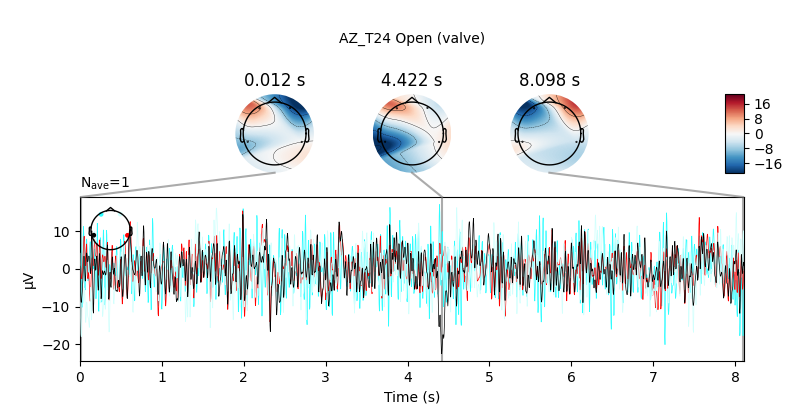 AZ_T24 Open (valve)
0.012 s 4.422 s 8.098 s
16
8
0
−8
−16
Nave=1
10
0
−10
−20
µV
0 1 2 3 4 5 6 7 8
Time (s)